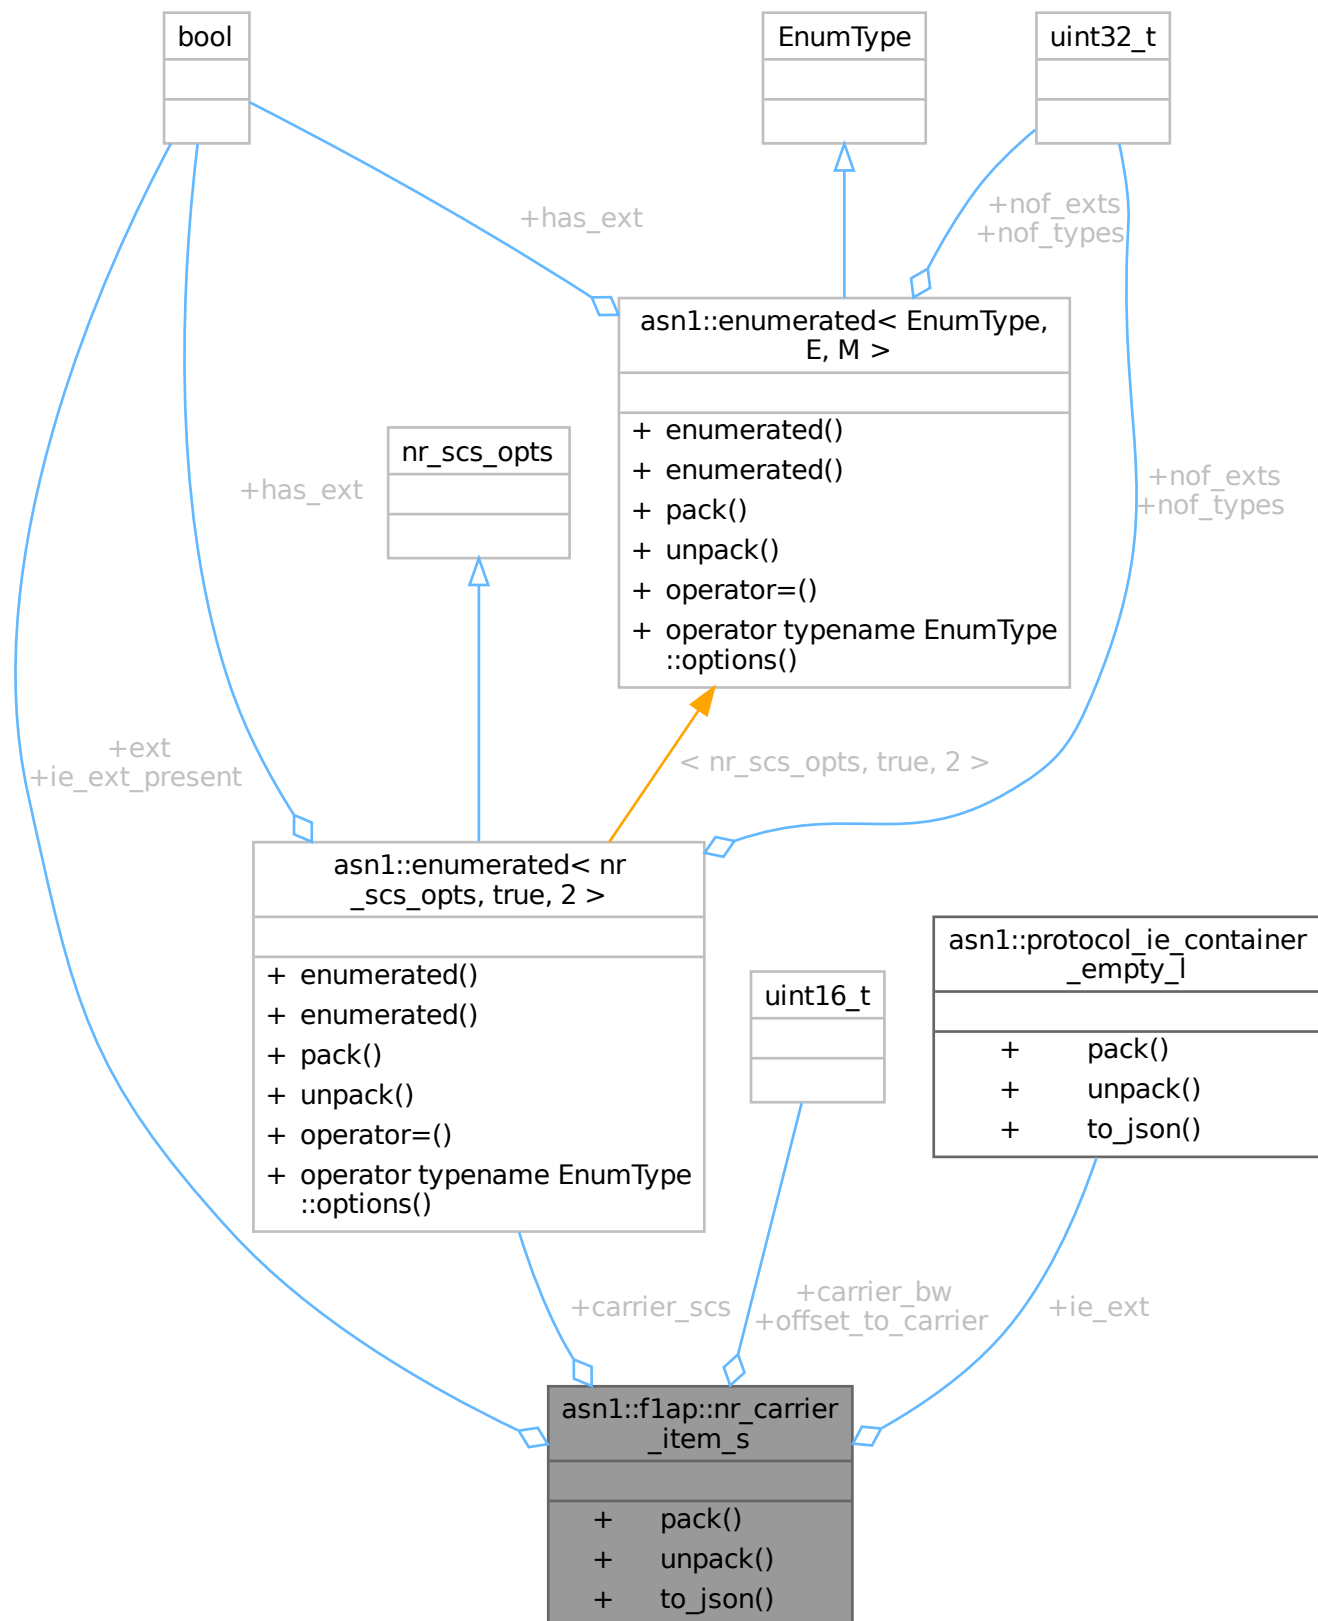 bool
EnumType
uint32_t
+has_ext
+nof_exts
+nof_types
asn1::enumerated< EnumType,
E, M >
+ enumerated()
+ enumerated()
+ pack()
+ unpack()
+ operator=()
+ operator typename EnumType
::options()
nr_scs_opts
+has_ext
+nof_exts
+nof_types
+ext
+ie_ext_present
< nr_scs_opts, true, 2 >
asn1::enumerated< nr
_scs_opts, true, 2 >
+ enumerated()
+ enumerated()
+ pack()
+ unpack()
+ operator=()
+ operator typename EnumType
::options()
uint16_t
asn1::protocol_ie_container
_empty_l
+ pack()
+ unpack()
+ to_json()
+carrier_scs
+carrier_bw
+offset_to_carrier
+ie_ext
asn1::f1ap::nr_carrier
_item_s
+ pack()
+ unpack()
+ to_json()